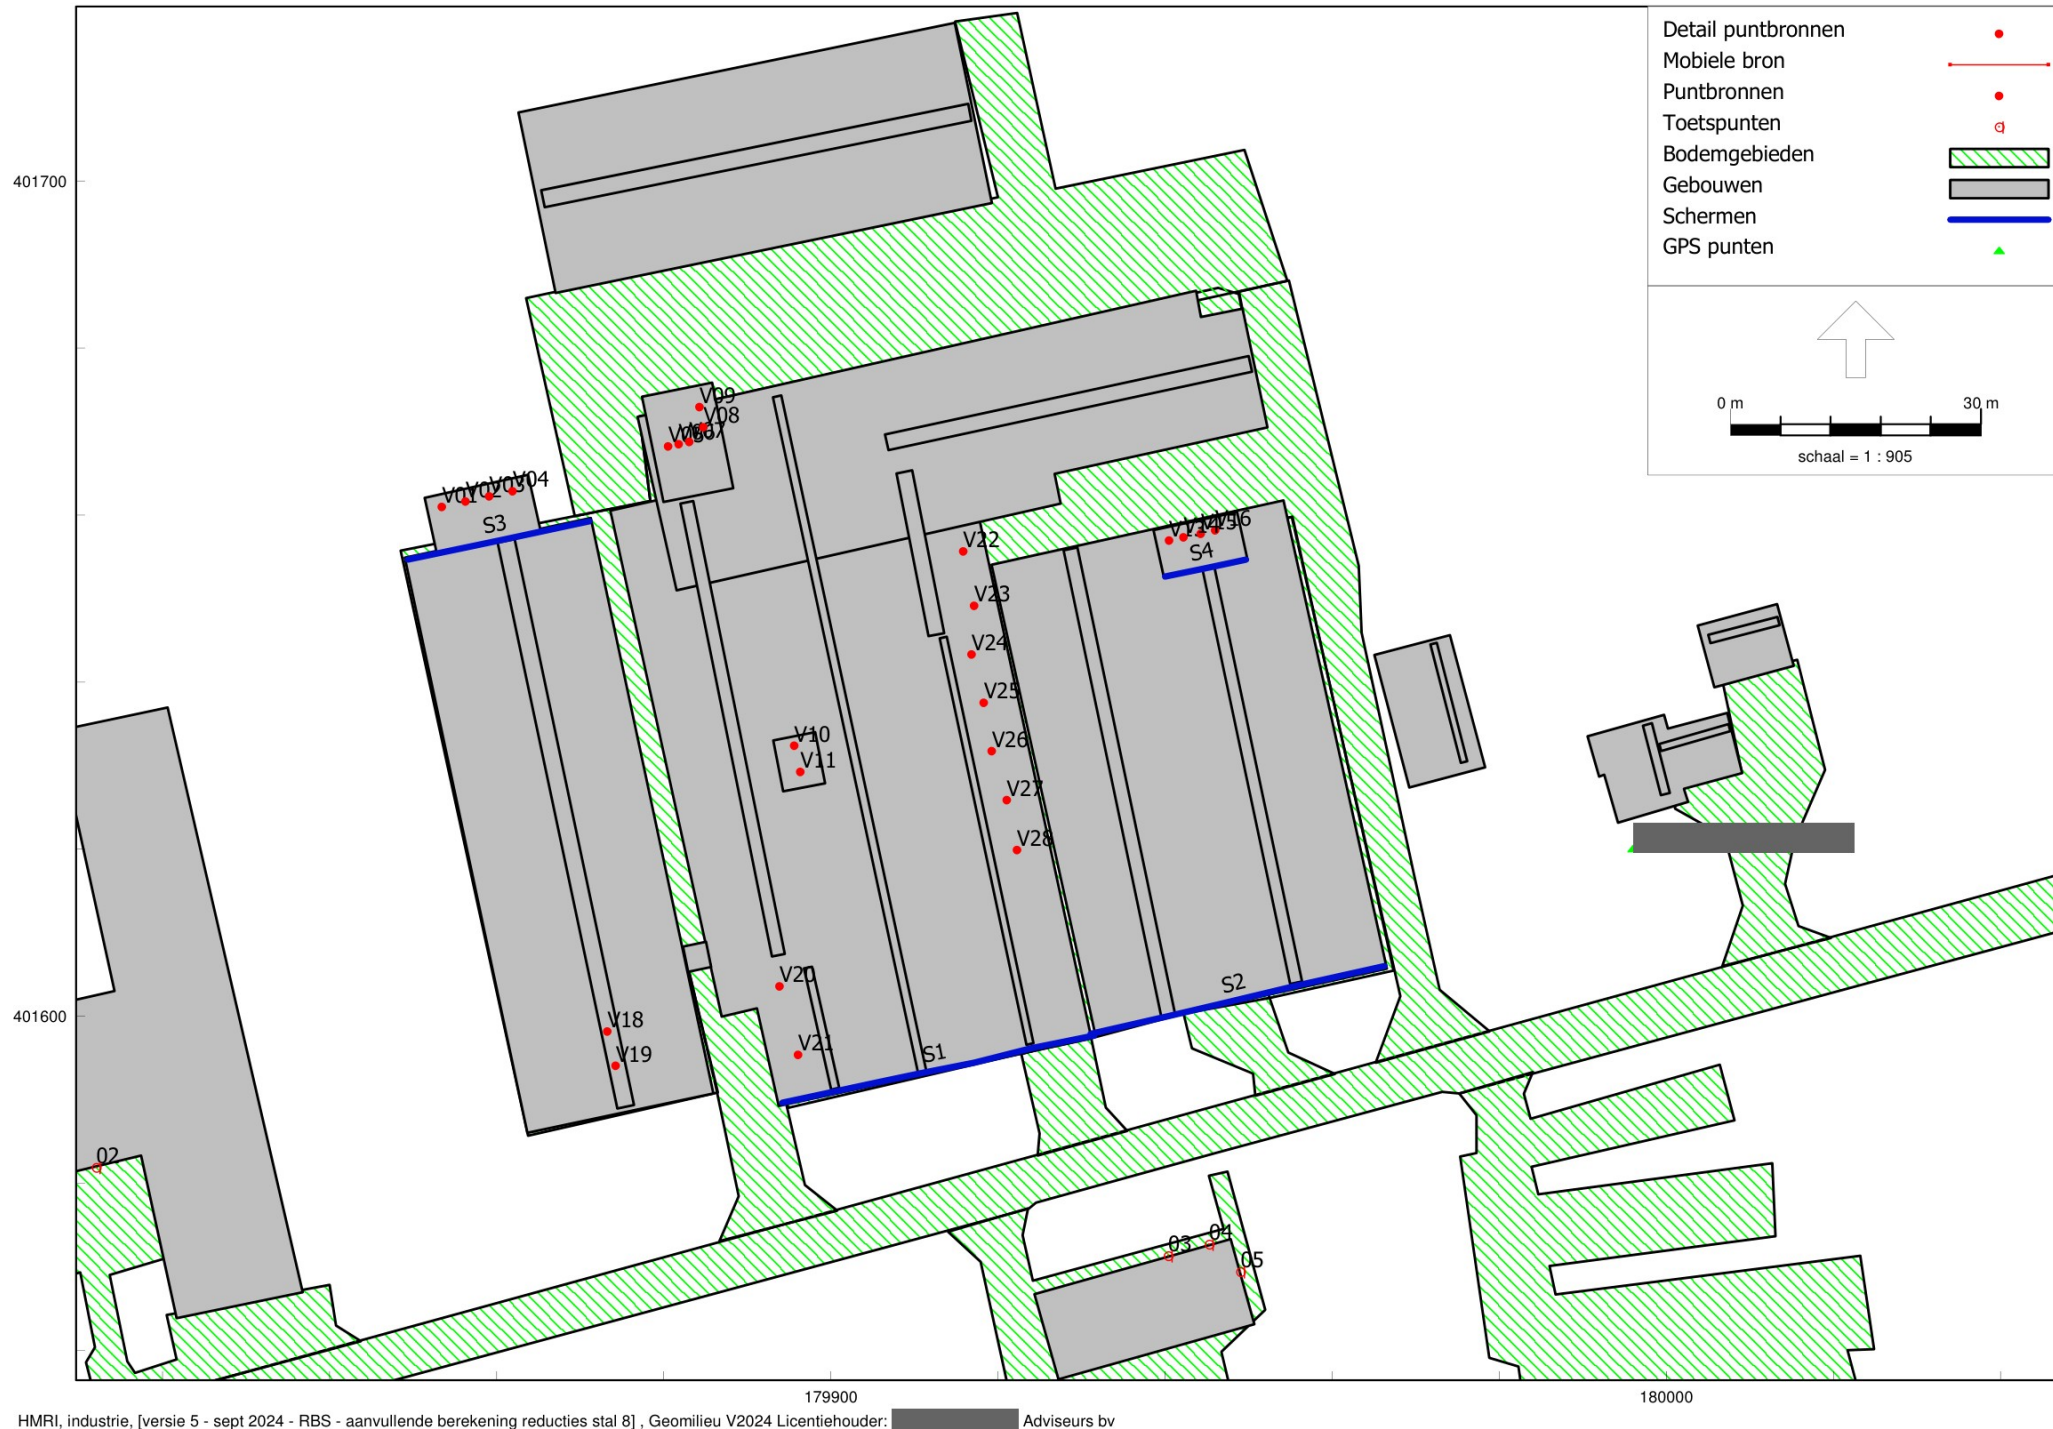 Detail puntbronnen
Mobiele bron
Puntbronnen
Toetspunten
Bodemgebieden
Gebouwen
Schermen
GPS punten
0 m 30 m
schaal = 1 : 905
401700
V09
V08
V04
V01
S3
V16
S4
V22
V23
V24
V25
V26
V10
V11
V27
V28
V20
S2
401600
V18
V21
S1
V19
02
04
03
05
179900 180000
HMRI, industrie, [versie 5 - sept 2024 - RBS - aanvullende berekening reducties stal 8] , Geomilieu V2024 Licentiehouder: Adviseurs bv